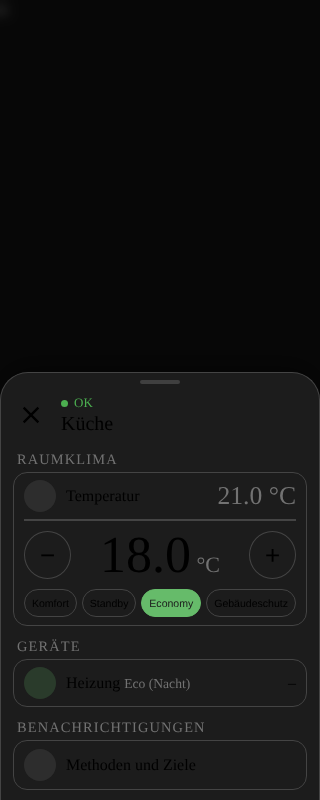 OK
Küche
RAUMKLIMA
Temperatur 21.0 °C
− 18.0 °C +
Komfort Standby Economy Gebäudeschutz
GERÄTE
Heizung Eco (Nacht) –
BENACHRICHTIGUNGEN
Methoden und Ziele